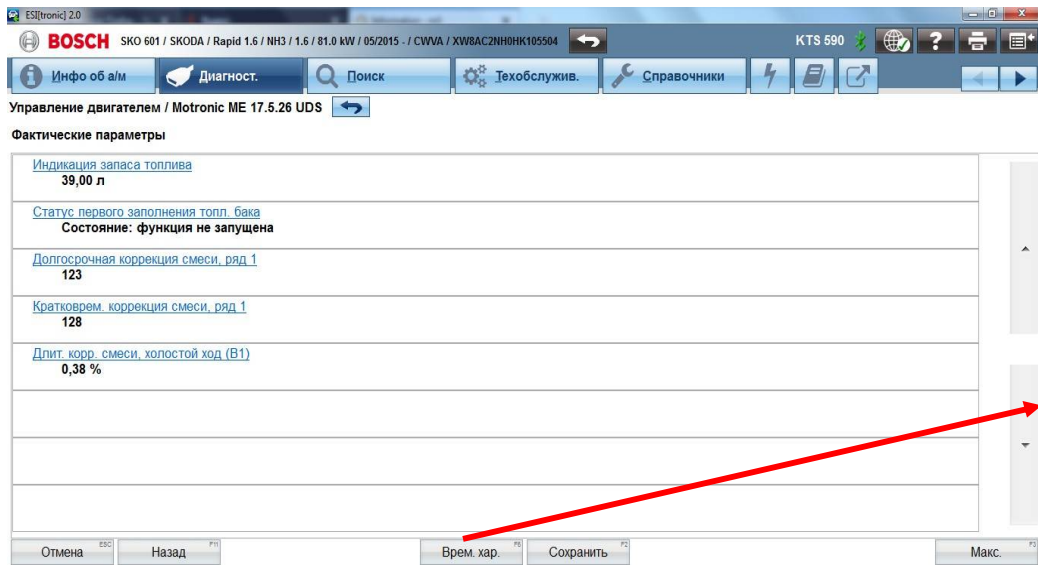 ESI[tronic] 2.0
BOSCH SKO 601 / SKODA / Rapid 1.6 / NH3 / 1.6 / 81.0 kW / 05/2015 - / CWVA / XW8AC2NH0HK105504 KTS 590 ?
Инфо об а/м Диагност. Поиск Техобслужив. Справочники
Управление двигателем / Motronic ME 17.5.26 UDS
Фактические параметры
Индикация запаса топлива
39,00 л
Статус первого заполнения топл. бака
Состояние: функция не запущена
Долгосрочная коррекция смеси, ряд 1
123
Кратковрем. коррекция смеси, ряд 1
128
Длит. корр. смеси, холостой ход (B1)
0,38 %
Отмена ESC Назад F11 Врем. хар. Сохранить F2 Макс. F3